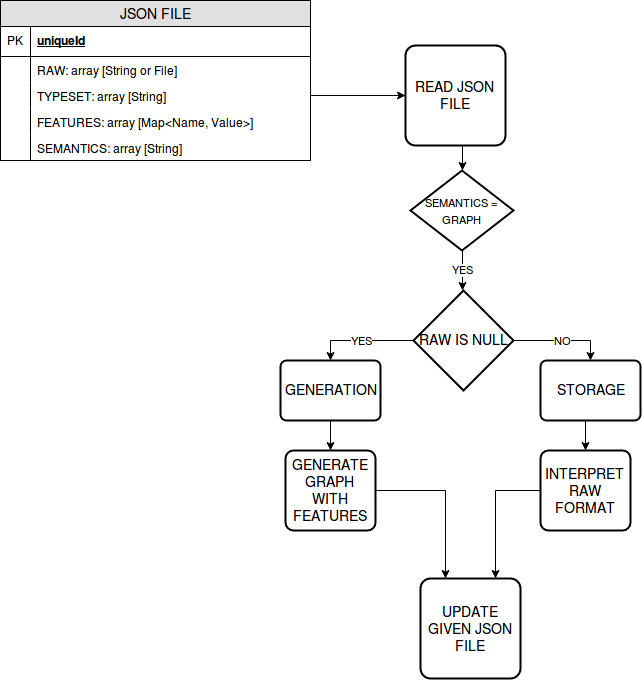 JSON FILE
PK
uniqueId
RAW: array [String or File]
TYPESET: array [String]
FEATURES: array [Map<Name, Value>]
SEMANTICS: array [String]
READ JSON
FILE
SEMANTICS =
GRAPH
YES
RAW IS NULL
YES
NO
GENERATION
STORAGE
GENERATE
GRAPH
WITH
FEATURES
INTERPRET
RAW
FORMAT
UPDATE
GIVEN JSON
FILE